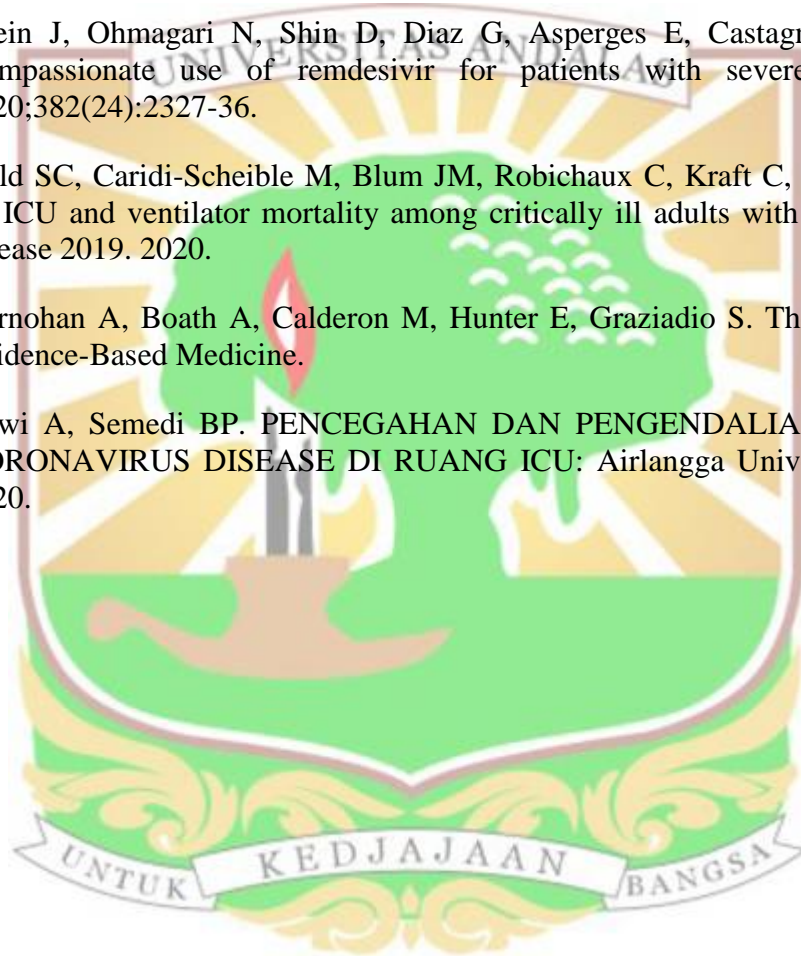 ein J, Ohmagari N, Shin D, Diaz G, Asperges E, Castagn
UNIVERSITAS ANDALAS
mpassionate use of remdesivir for patients with severe
20;382(24):2327-36.
ld SC, Caridi-Scheible M, Blum JM, Robichaux C, Kraft C,
ICU and ventilator mortality among critically ill adults with
ease 2019. 2020.
rnohan A, Boath A, Calderon M, Hunter E, Graziadio S. Th
idence-Based Medicine.
wi A, Semedi BP. PENCEGAHAN DAN PENGENDALIA
ORONAVIRUS DISEASE DI RUANG ICU: Airlangga Univ
20.
UNTUK KEDJAJAAN BANGSA